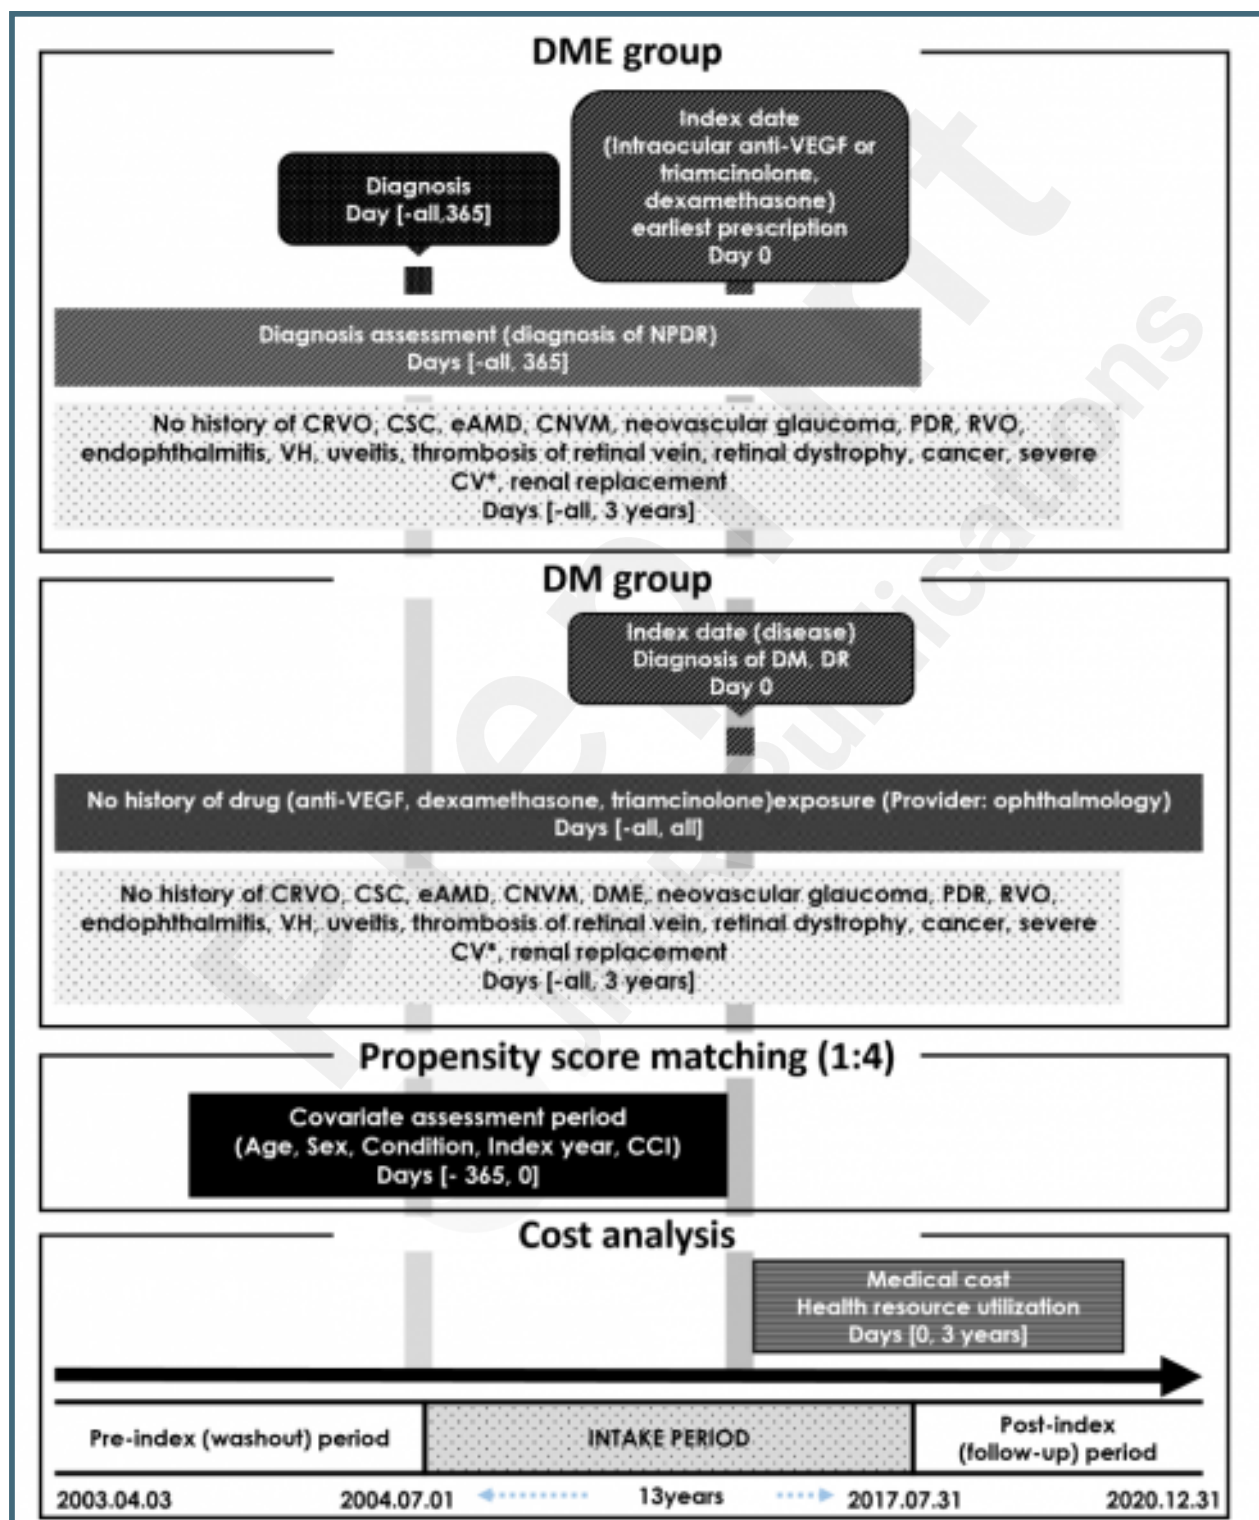 DME group
Diagnosis
Day [-all,365]
Index date
(Intraocular anti-VEGF or
triamcinolone,
dexamethasone)
earliest prescription
Day 0
Diagnosis assessment (diagnosis of NPDR)
Days [-all, 365]
No history of CRVO, CSC, eAMD, CNVM, neovascular glaucoma, PDR, RVO,
endophthalmitis, VH, uveitis, thrombosis of retinal vein, retinal dystrophy, cancer, severe
CV*, renal replacement
Days [-all, 3 years]
DM group
Index date (disease)
Diagnosis of DM, DR
Day 0
No history of drug (anti-VEGF, dexamethasone, triamcinolone)exposure (Provider: ophthalmology)
Days [-all, all]
No history of CRVO, CSC, eAMD, CNVM, DME, neovascular glaucoma, PDR, RVO,
endophthalmitis, VH, uveitis, thrombosis of retinal vein, retinal dystrophy, cancer, severe
CV*, renal replacement
Days [-all, 3 years]
Propensity score matching (1:4)
Covariate assessment period
(Age, Sex, Condition, Index year, CCI)
Days [- 365, 0]
Cost analysis
Medical cost
Health resource utilization
Days [0, 3 years]
Pre-index (washout) period
INTAKE PERIOD
Post-index
(follow-up) period
2003.04.03
2004.07.01
13years
2017.07.31
2020.12.31
Preprint
JMIR Publications